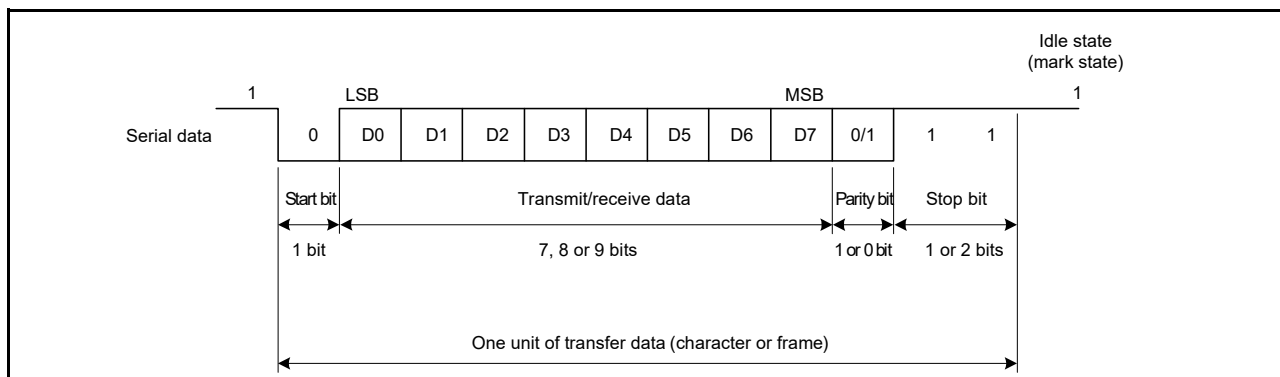 Idle state
(mark state)
1 LSB MSB 1
Serial data 0 D0 D1 D2 D3 D4 D5 D6 D7 0/1 1 1
Start bit Transmit/receive data Parity bit Stop bit
1 bit 7, 8 or 9 bits 1 or 0 bit 1 or 2 bits
One unit of transfer data (character or frame)